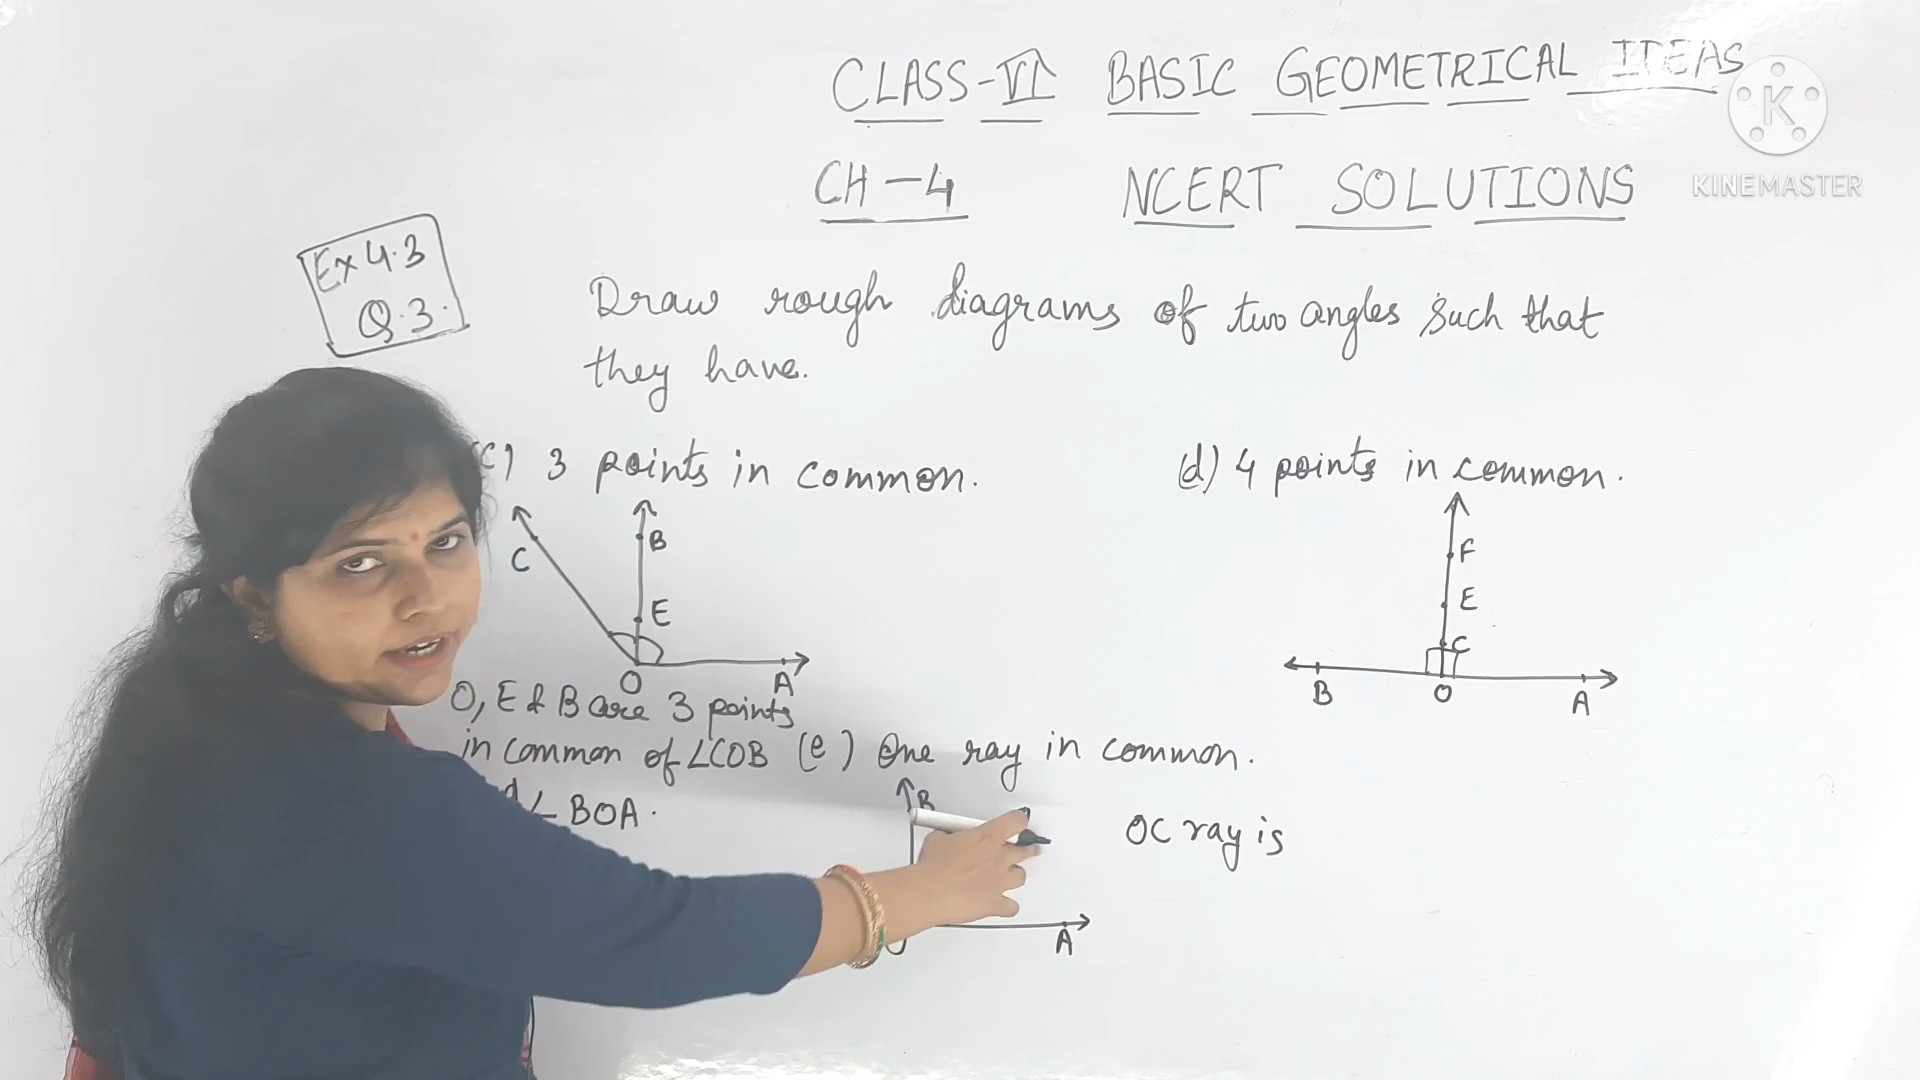 CLASS-VI BASIC GEOMETRICAL IDEAS
CH-4 NCERT SOLUTIONS
K
KINEMASTER
Ex 4.3
Q.3.
Draw rough diagrams of two angles such that
they have.
(c) 3 points in common.
C
B
E
O
A
O, E & B are 3 points
in common of ∠COB
∠BOA.
(d) 4 points in common.
F
E
C
B
O
A
(e) One ray in common.
B
A
OC ray is